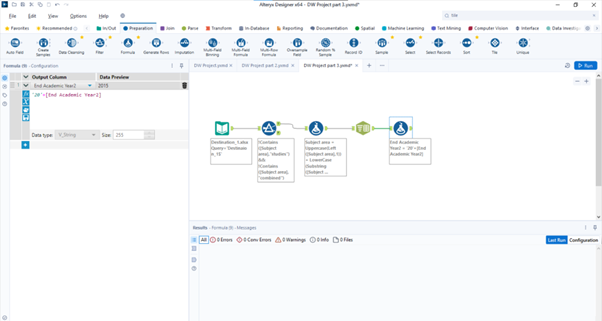 Alteryx Designer x64 - DW Project part 3.yxmd*
File Edit View Options Help
title
Favorites Recommended In/Out Preparation Join Parse Transform In-Database Reporting Documentation Spatial Machine Learning Text Mining Computer Vision Interface Data Investig
Auto Field Create Samples Data Cleansing Filter Formula Generate Rows Imputation Multi-Field Binning Multi-Field Formula Multi-Row Formula Oversample Field Random % Sample Record ID Sample Select Select Records Sort Tile Unique
Formula (9) - Configuration
DW Project.yxmd DW Project part 2.yxmd DW Project part 3.yxmd*
Run
Output Column Data Preview
1 End Academic Year2 2015
'20'+[End Academic Year2]
Data type: V_String Size: 255
Destination_1.xlsx
Query=`Destinatio
n_1$`
!Contains
([Subject
area],"studies")
&&
!Contains
([Subject area],
"combined")
Subject area =
Uppercase(Left
([Subject area],1))
+ LowerCase
(Substring
([Subject ...
End Academic
Year2 = '20'+[End
Academic Year2]
Results - Formula (9) - Messages
All 0 Errors 0 Conv Errors 0 Warnings 0 Info 0 Files
Last Run Configuration